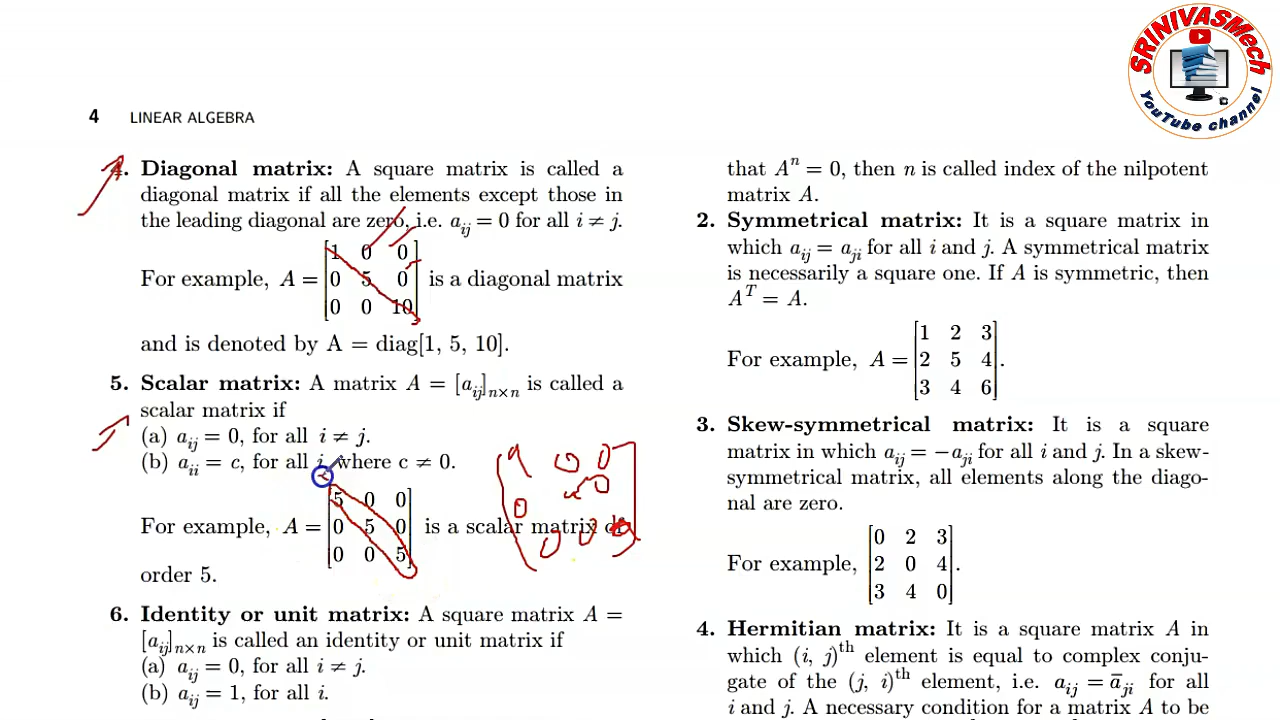 SRINIVASMech
YouTube channel
4 LINEAR ALGEBRA
4. Diagonal matrix: A square matrix is called a
diagonal matrix if all the elements except those in
the leading diagonal are zero, i.e. a_ij = 0 for all i ≠ j.
For example, A = [1 0 0
0 5 0
0 0 10] is a diagonal matrix
and is denoted by A = diag[1, 5, 10].
5. Scalar matrix: A matrix A = [a_ij]_n×n is called a
scalar matrix if
(a) a_ij = 0, for all i ≠ j.
(b) a_ii = c, for all i, where c ≠ 0.
For example, A = [5 0 0
0 5 0
0 0 5] is a scalar matrix of
order 5.
6. Identity or unit matrix: A square matrix A =
[a_ij]_n×n is called an identity or unit matrix if
(a) a_ij = 0, for all i ≠ j.
(b) a_ij = 1, for all i.
that Aⁿ = 0, then n is called index of the nilpotent
matrix A.
2. Symmetrical matrix: It is a square matrix in
which a_ij = a_ji for all i and j. A symmetrical matrix
is necessarily a square one. If A is symmetric, then
Aᵀ = A.
For example, A = [1 2 3
2 5 4
3 4 6].
3. Skew-symmetrical matrix: It is a square
matrix in which a_ij = −a_ji for all i and j. In a skew-
symmetrical matrix, all elements along the diago-
nal are zero.
For example, [0 2 3
2 0 4
3 4 0].
4. Hermitian matrix: It is a square matrix A in
which (i, j)th element is equal to complex conju-
gate of the (j, i)th element, i.e. a_ij = ā_ji for all
i and j. A necessary condition for a matrix A to be